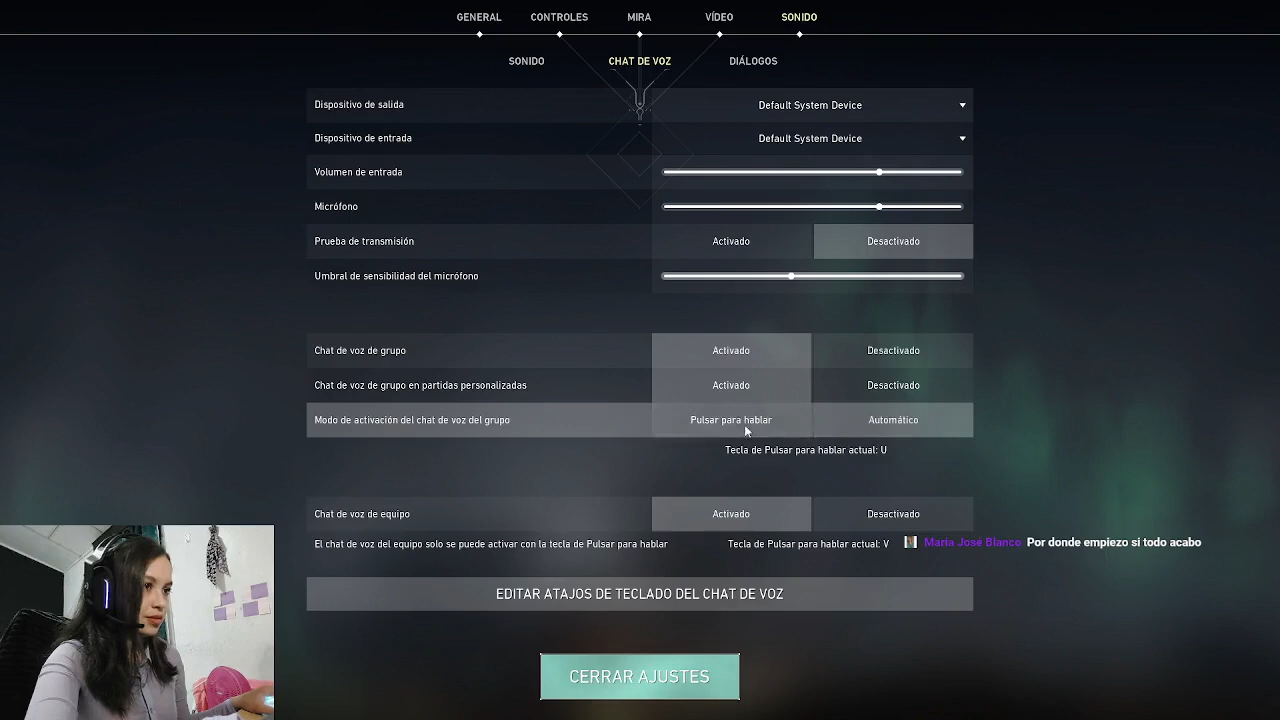 GENERAL CONTROLES MIRA VÍDEO SONIDO
SONIDO CHAT DE VOZ DIÁLOGOS
Dispositivo de salida Default System Device
Dispositivo de entrada Default System Device
Volumen de entrada
Micrófono
Prueba de transmisión Activado Desactivado
Umbral de sensibilidad del micrófono
Chat de voz de grupo Activado Desactivado
Chat de voz de grupo en partidas personalizadas Activado Desactivado
Modo de activación del chat de voz del grupo Pulsar para hablar Automático
Tecla de Pulsar para hablar actual: U
Chat de voz de equipo Activado Desactivado
El chat de voz del equipo solo se puede activar con la tecla de Pulsar para hablar Tecla de Pulsar para hablar actual: V
Maria José Blanco Por donde empiezo si todo acabo
EDITAR ATAJOS DE TECLADO DEL CHAT DE VOZ
CERRAR AJUSTES